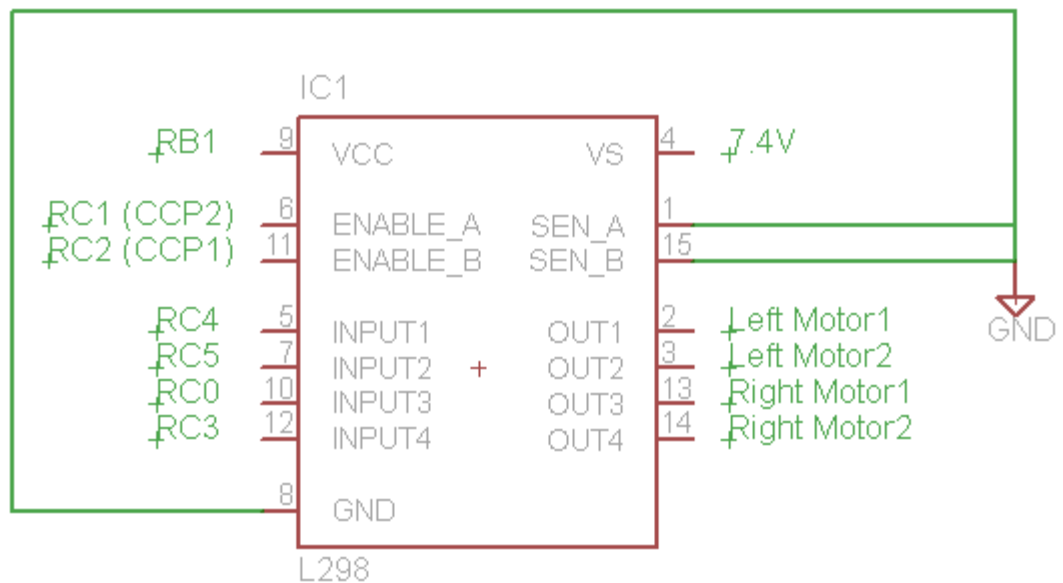 IC1
RB1 9 VCC VS 4 7.4V
RC1 (CCP2) 6 ENABLE_A SEN_A 1
RC2 (CCP1) 11 ENABLE_B SEN_B 15
GND
RC4 5 INPUT1 OUT1 2 Left Motor1
RC5 7 INPUT2 OUT2 3 Left Motor2
RC0 10 INPUT3 OUT3 13 Right Motor1
RC3 12 INPUT4 OUT4 14 Right Motor2
8 GND
L298